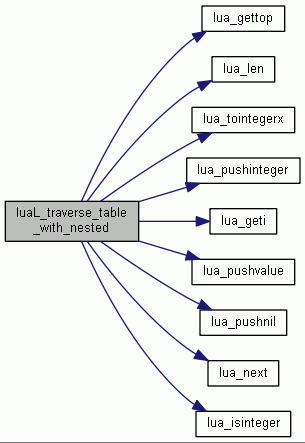 lua_gettop
lua_len
lua_tointegerx
lua_pushinteger
luaL_traverse_table
_with_nested
lua_geti
lua_pushvalue
lua_pushnil
lua_next
lua_isinteger